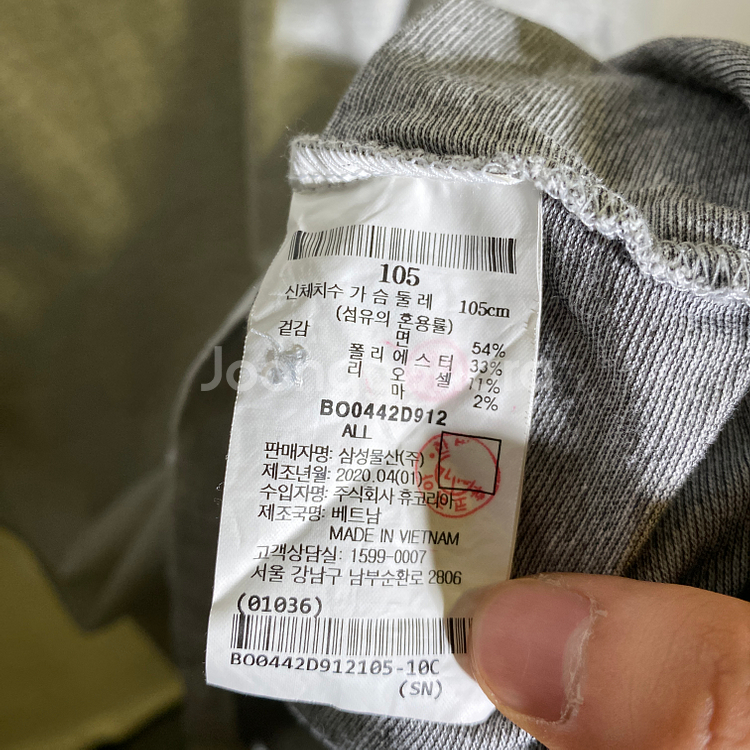 105
신체치수 가슴둘레 105cm
(섬유의 혼용률)
겉감 면 54%
폴리에스터 33%
리오셀 11%
마 2%
BO0442D912
ALL
판매자명: 삼성물산(주)
제조년월: 2020.04(01)
수입자명: 주식회사 휴코리아
제조국명: 베트남
MADE IN VIETNAM
고객상담실: 1599-0007
서울 강남구 남부순환로 2806
(01036)
BO0442D912105-10C
(SN)